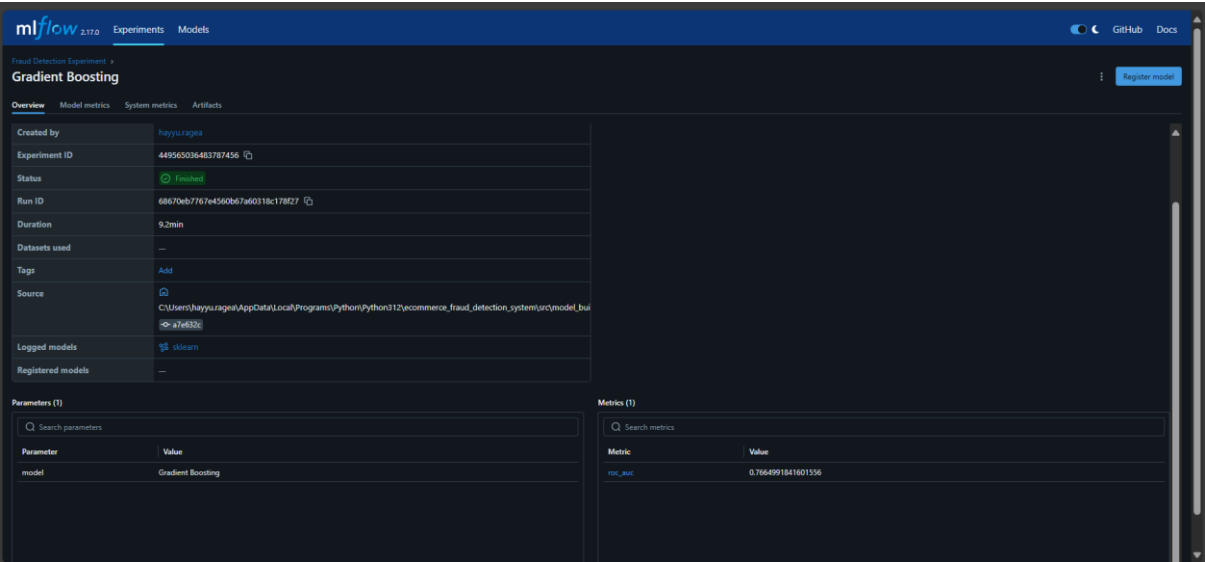 mlflow 2.17.0 Experiments Models GitHub Docs
Fraud Detection Experiment >
Gradient Boosting
Register model
Overview Model metrics System metrics Artifacts
Created by hayyu.ragea
Experiment ID 449565036483787456
Status Finished
Run ID 68670eb7767e4560b67a60318c178f27
Duration 9.2min
Datasets used —
Tags Add
Source
C:\Users\hayyu.ragea\AppData\Local\Programs\Python\Python312\ecommerce_fraud_detection_system\src\model_bui
a7e632c
Logged models sklearn
Registered models —
Parameters (1) Metrics (1)
Search parameters Search metrics
Parameter Value Metric Value
model Gradient Boosting roc_auc 0.7664991841601556